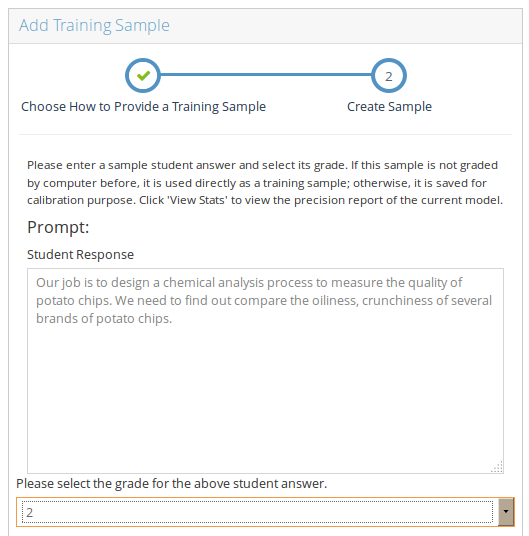 Add Training Sample
2
Choose How to Provide a Training Sample
Create Sample
Please enter a sample student answer and select its grade. If this sample is not graded
by computer before, it is used directly as a training sample; otherwise, it is saved for
calibration purpose. Click 'View Stats' to view the precision report of the current model.
Prompt:
Student Response
Our job is to design a chemical analysis process to measure the quality of
potato chips. We need to find out compare the oiliness, crunchiness of several
brands of potato chips.
Please select the grade for the above student answer.
2